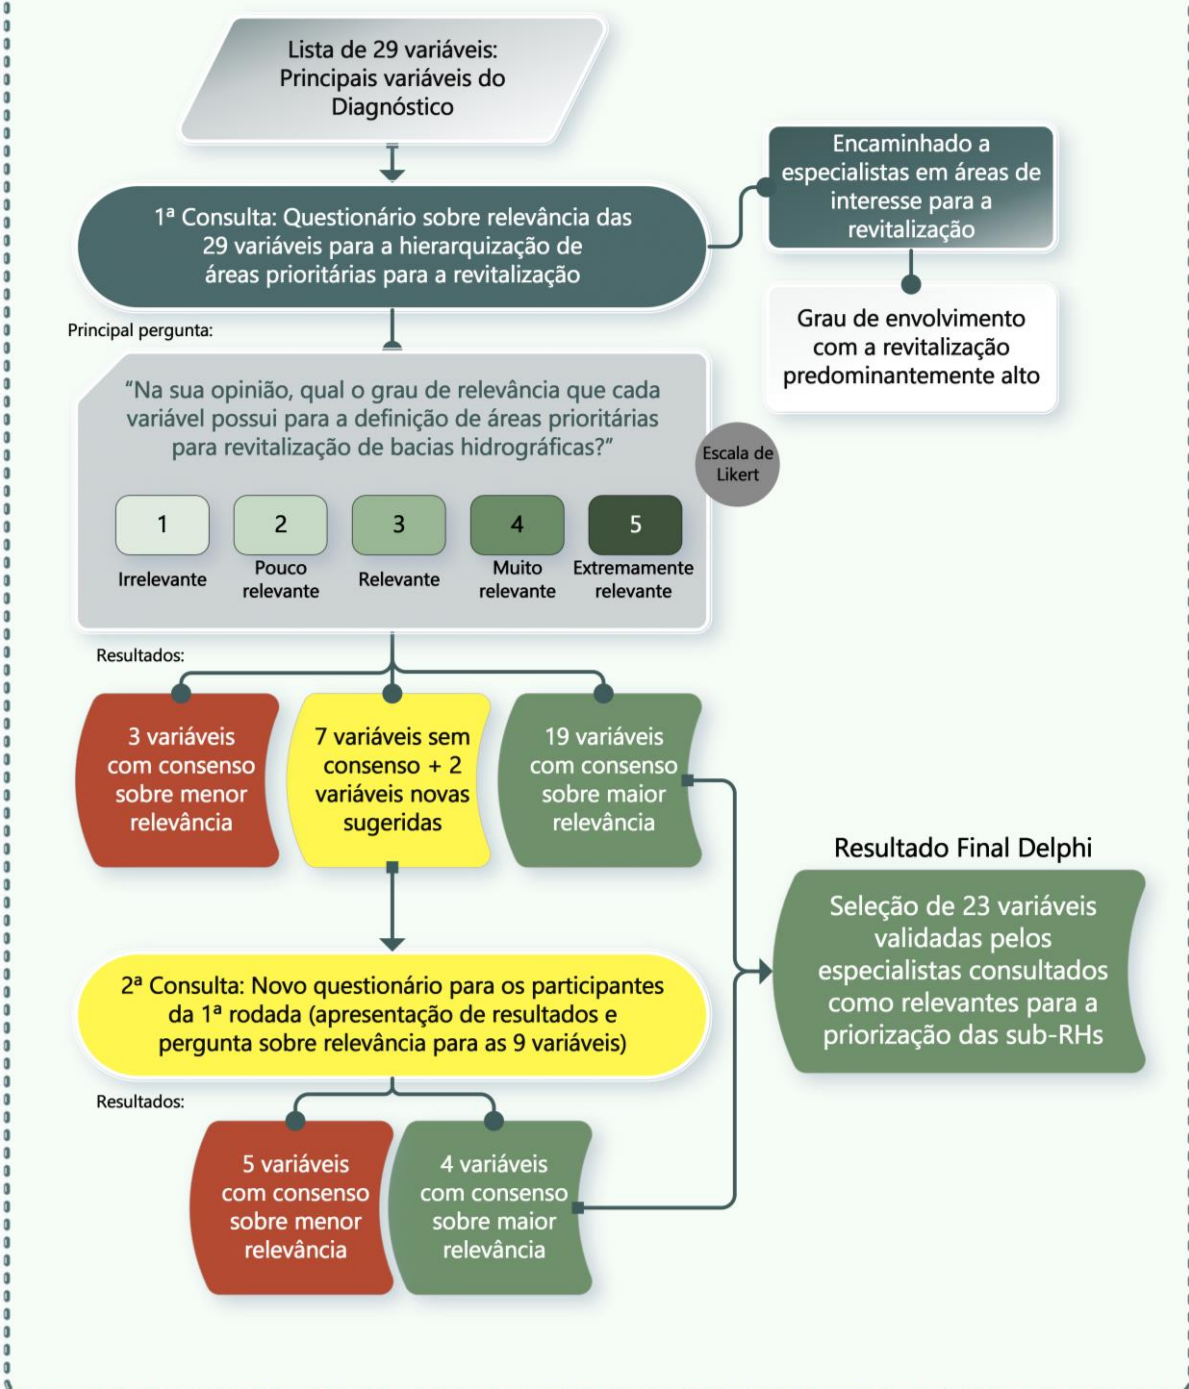 Lista de 29 variáveis:
Principais variáveis do
Diagnóstico
Encaminhado a
especialistas em áreas de
interesse para a
revitalização
1ª Consulta: Questionário sobre relevância das
29 variáveis para a hierarquização de
áreas prioritárias para a revitalização
Grau de envolvimento
com a revitalização
predominantemente alto
Principal pergunta:
“Na sua opinião, qual o grau de relevância que cada
variável possui para a definição de áreas prioritárias
para revitalização de bacias hidrográficas?”
Escala de
Likert
1
2
3
4
5
Irrelevante
Pouco
relevante
Relevante
Muito
relevante
Extremamente
relevante
Resultados:
3 variáveis
com consenso
sobre menor
relevância
7 variáveis sem
consenso + 2
variáveis novas
sugeridas
19 variáveis
com consenso
sobre maior
relevância
Resultado Final Delphi
Seleção de 23 variáveis
validadas pelos
especialistas consultados
como relevantes para a
priorização das sub-RHs
2ª Consulta: Novo questionário para os participantes
da 1ª rodada (apresentação de resultados e
pergunta sobre relevância para as 9 variáveis)
Resultados:
5 variáveis
com consenso
sobre menor
relevância
4 variáveis
com consenso
sobre maior
relevância